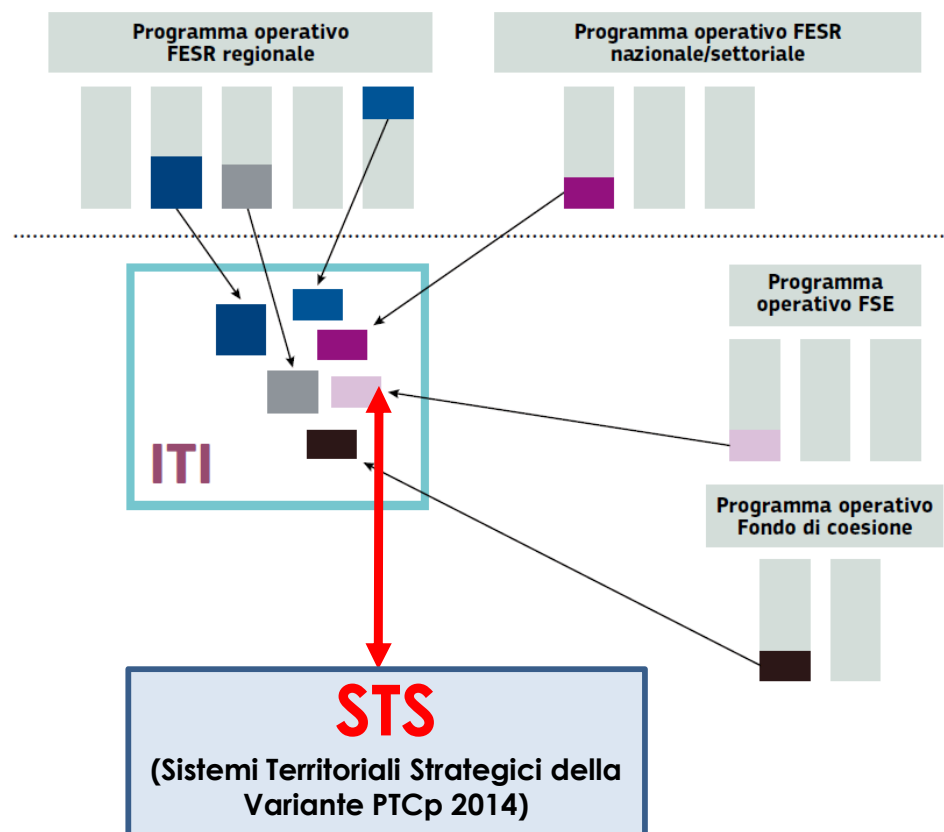 Programma operativo
FESR regionale
Programma operativo FESR
nazionale/settoriale
Programma
operativo FSE
ITI
Programma operativo
Fondo di coesione
STS
(Sistemi Territoriali Strategici della
Variante PTCp 2014)